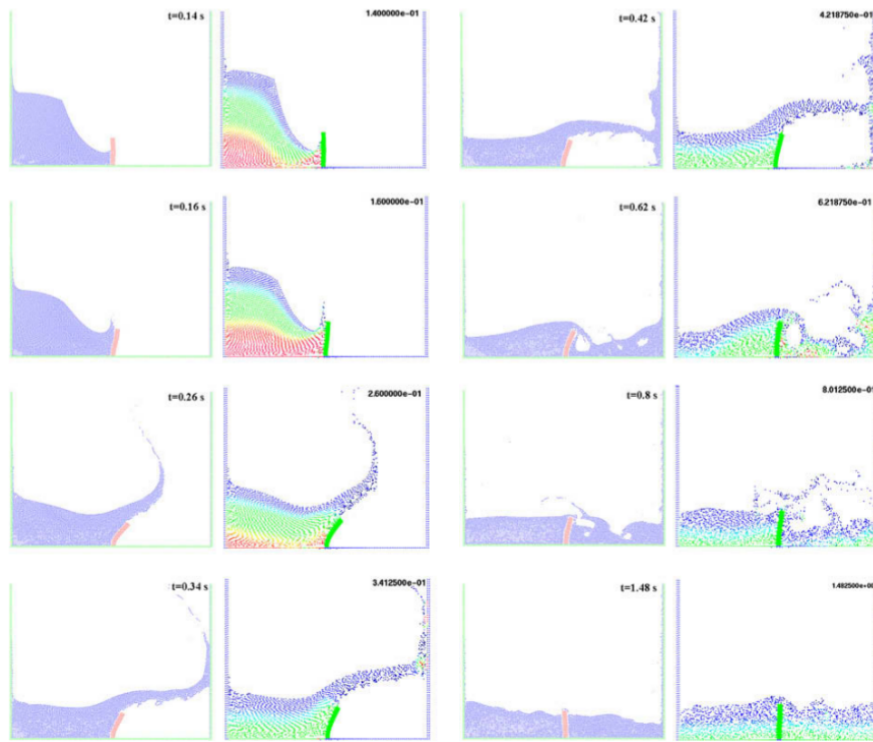 t=0.14 s
1.400000e-01
t=0.42 s
4.218750e-01
t=0.16 s
1.600000e-01
t=0.62 s
6.218750e-01
t=0.26 s
2.600000e-01
t=0.8 s
8.012500e-01
t=0.34 s
3.412500e-01
t=1.48 s
1.482500e+00